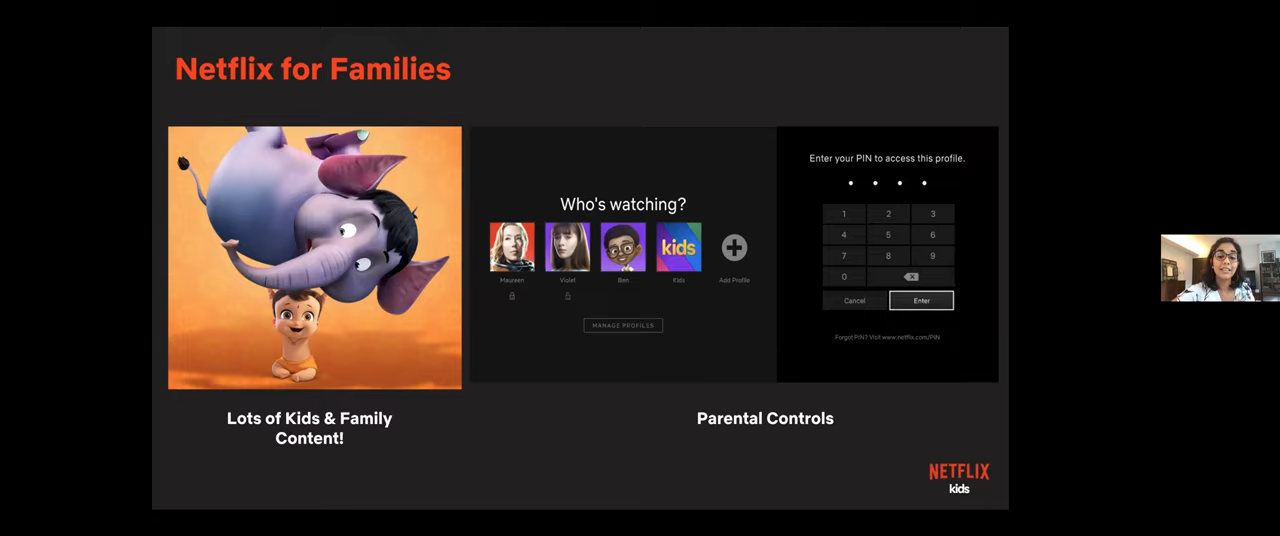 Netflix for Families
Who's watching?
kids
Maureen
Violet
Ben
Kids
Add Profile
MANAGE PROFILES
Enter your PIN to access this profile.
1 2 3
4 5 6
7 8 9
0
Cancel Enter
Forgot PIN? Visit www.netflix.com/PIN
Lots of Kids & Family
Content!
Parental Controls
NETFLIX
kids